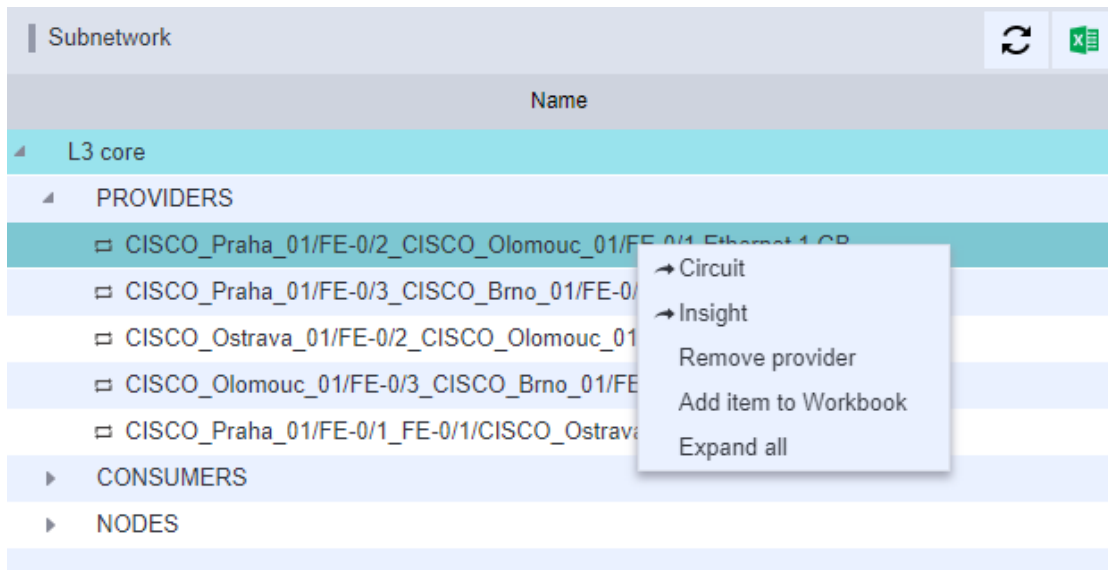 Subnetwork
Name
L3 core
PROVIDERS
CISCO_Praha_01/FE-0/2_CISCO_Olomouc_01/FE-0/1 Ethernet 1 GB
Circuit
CISCO_Praha_01/FE-0/3_CISCO_Brno_01/FE-0/
Insight
CISCO_Ostrava_01/FE-0/2_CISCO_Olomouc_01
Remove provider
CISCO_Olomouc_01/FE-0/3_CISCO_Brno_01/FE
Add item to Workbook
CISCO_Praha_01/FE-0/1_FE-0/1/CISCO_Ostrava
Expand all
CONSUMERS
NODES